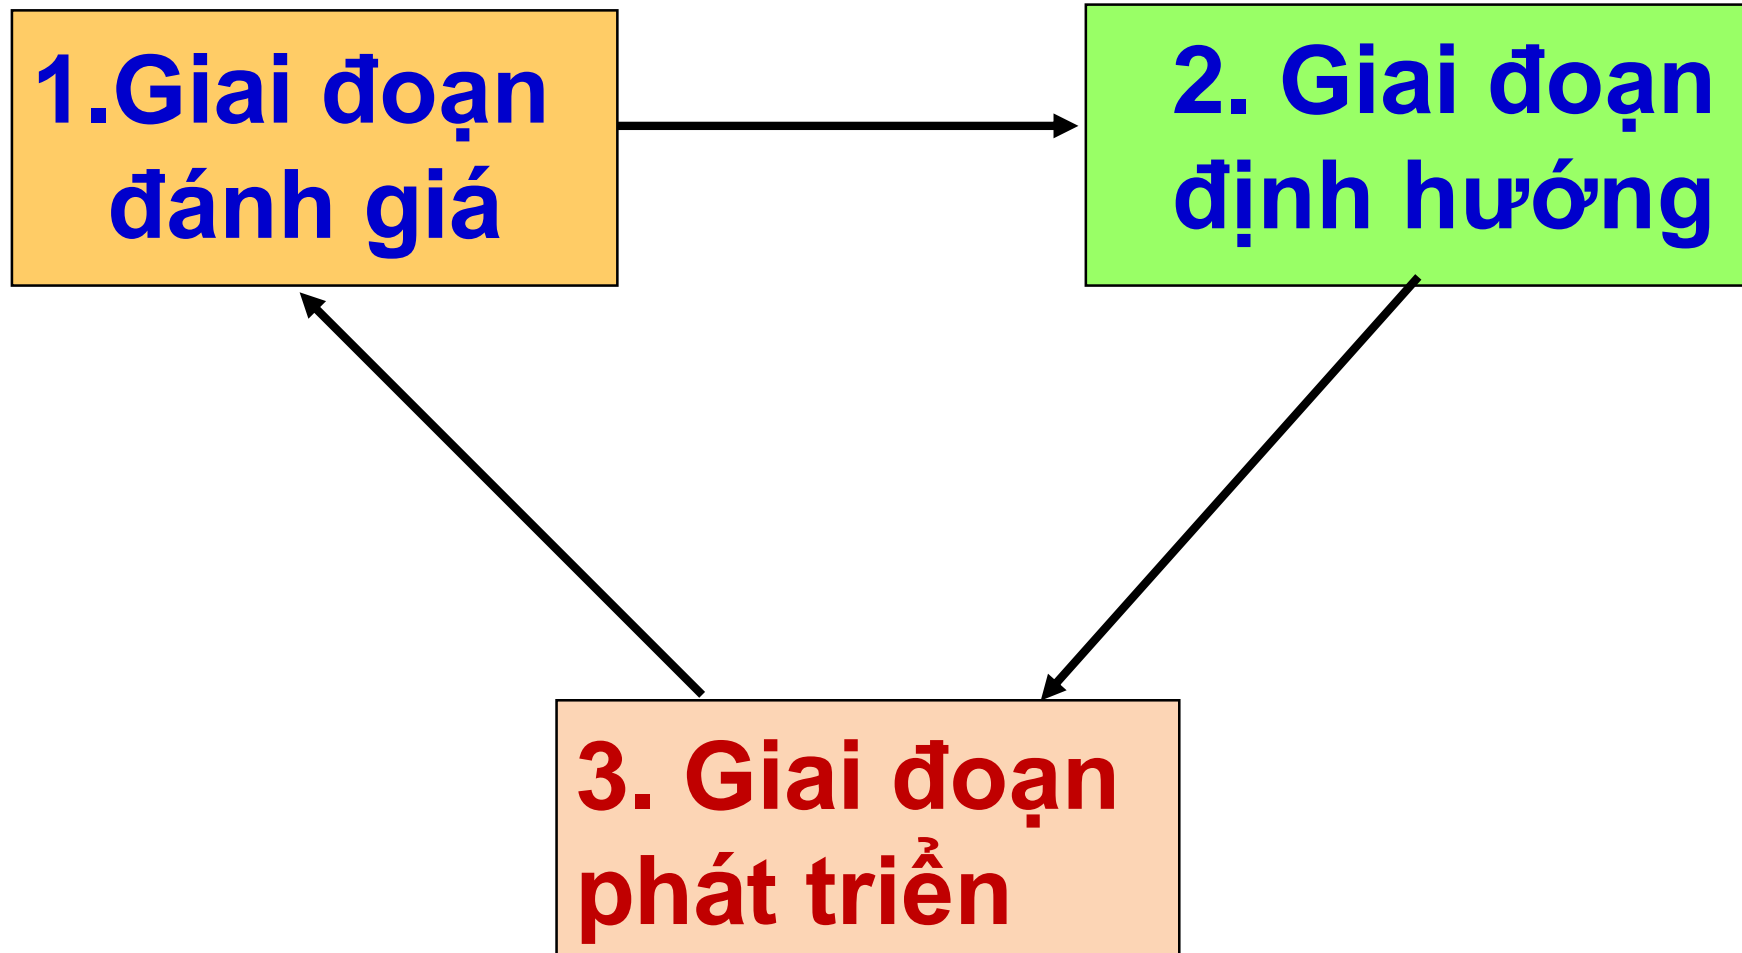 1.Giai đoạn
đánh giá
2. Giai đoạn
định hướng
3. Giai đoạn
phát triển